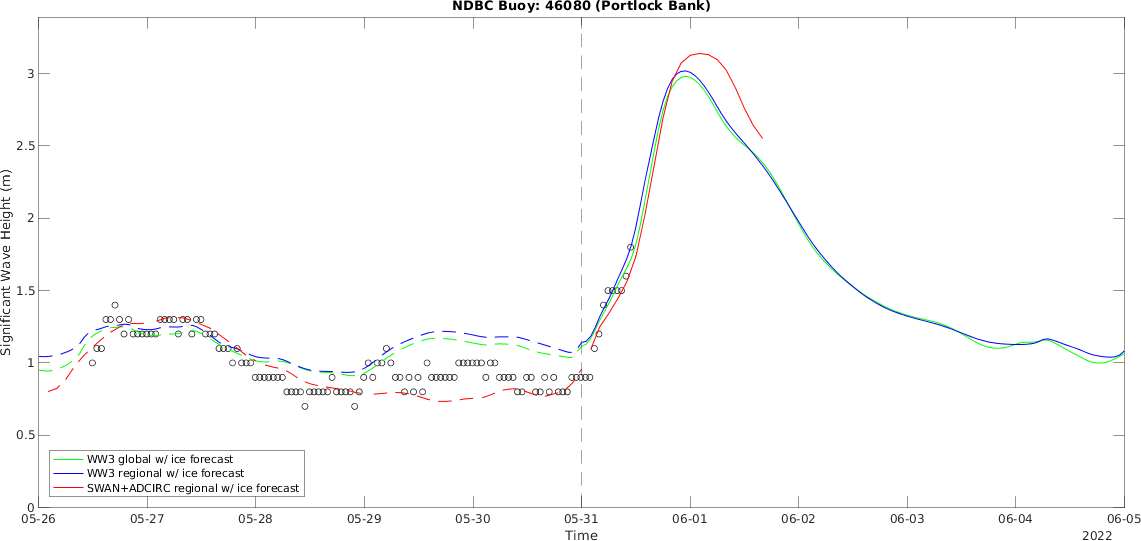 NDBC Buoy: 46080 (Portlock Bank)
Significant Wave Height (m)
3
2.5
2
1.5
1
0.5
0
WW3 global w/ ice forecast
WW3 regional w/ ice forecast
SWAN+ADCIRC regional w/ ice forecast
05-26 05-27 05-28 05-29 05-30 05-31 06-01 06-02 06-03 06-04 06-05
Time 2022